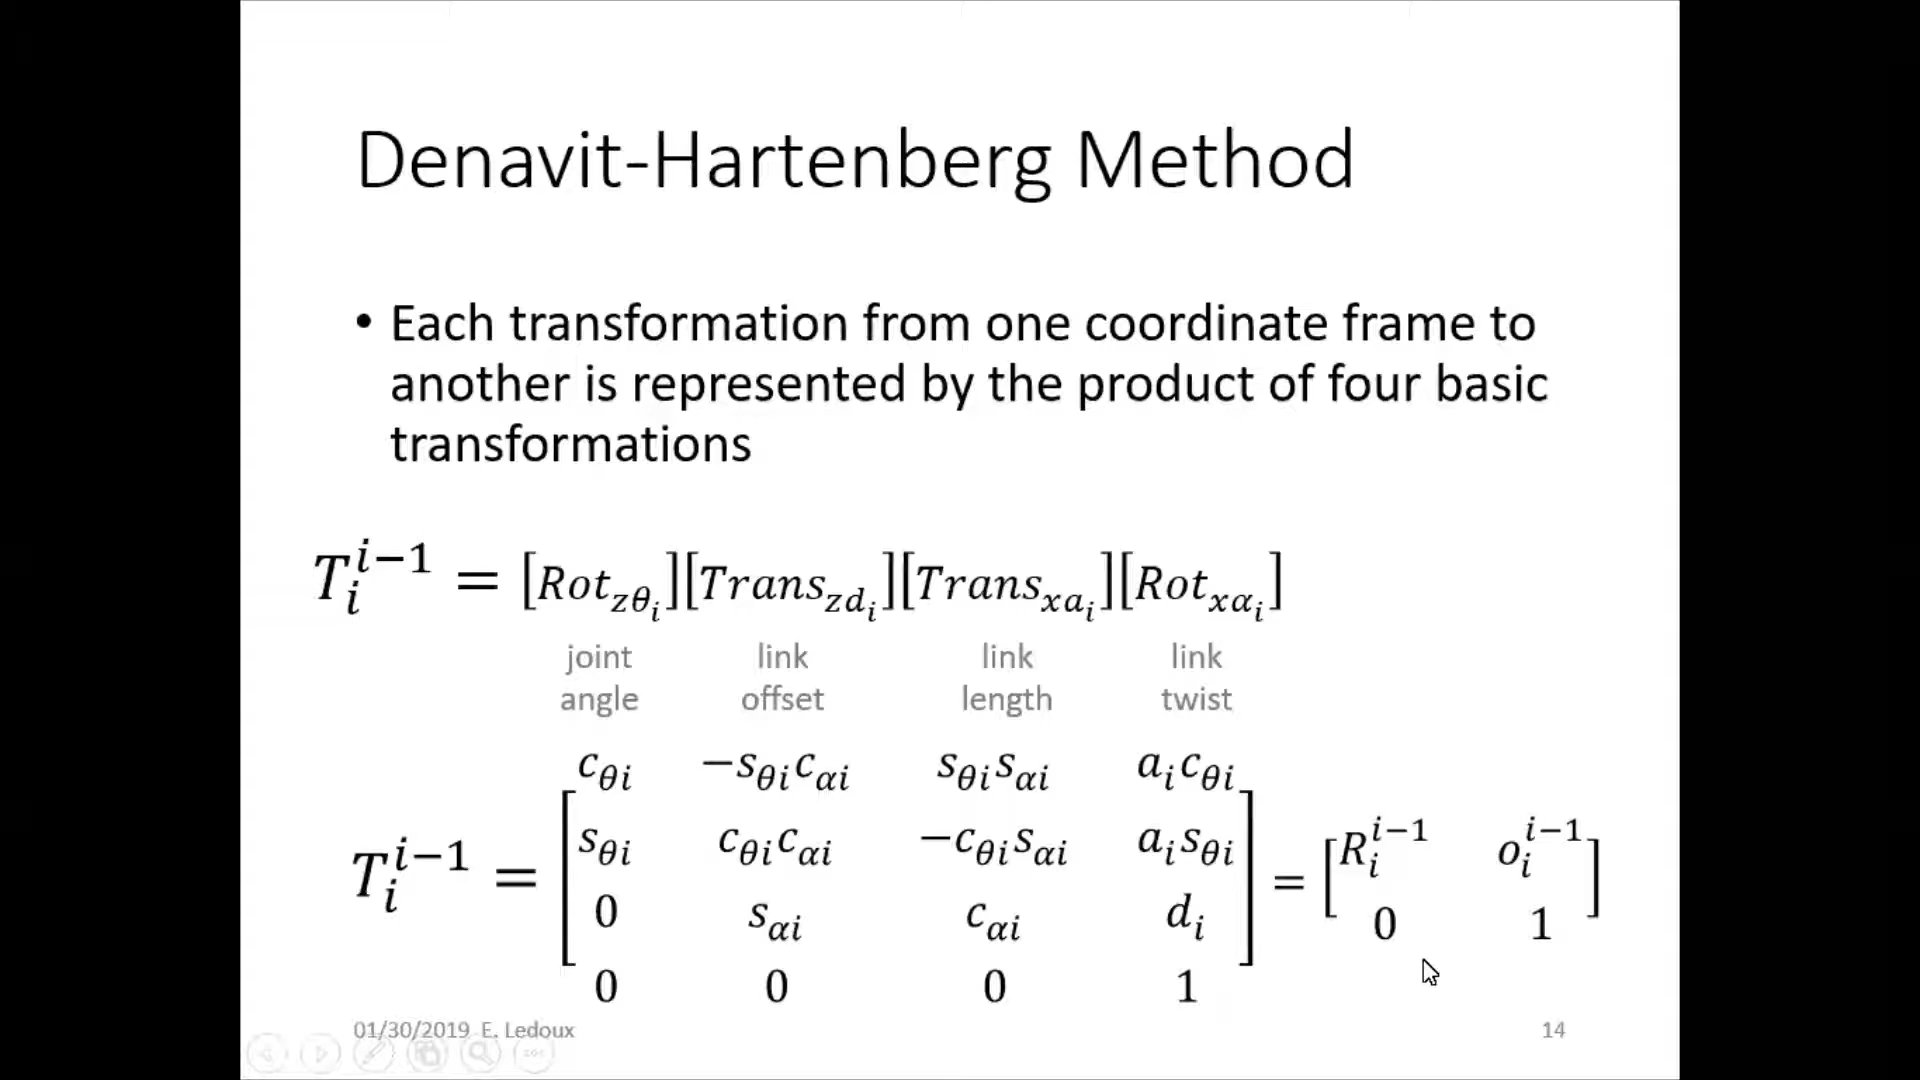 Denavit-Hartenberg Method
• Each transformation from one coordinate frame to
another is represented by the product of four basic
transformations
T_i^{i−1} = [Rot_{zθ_i}][Trans_{zd_i}][Trans_{xa_i}][Rot_{xα_i}]
joint link link link
angle offset length twist
c_{θi} −s_{θi}c_{αi} s_{θi}s_{αi} a_i c_{θi}
s_{θi} c_{θi}c_{αi} −c_{θi}s_{αi} a_i s_{θi}
T_i^{i−1} = [ ] = [R_i^{i−1} o_i^{i−1}]
0 s_{αi} c_{αi} d_i 0 1
0 0 0 1
01/30/2019 E. Ledoux 14